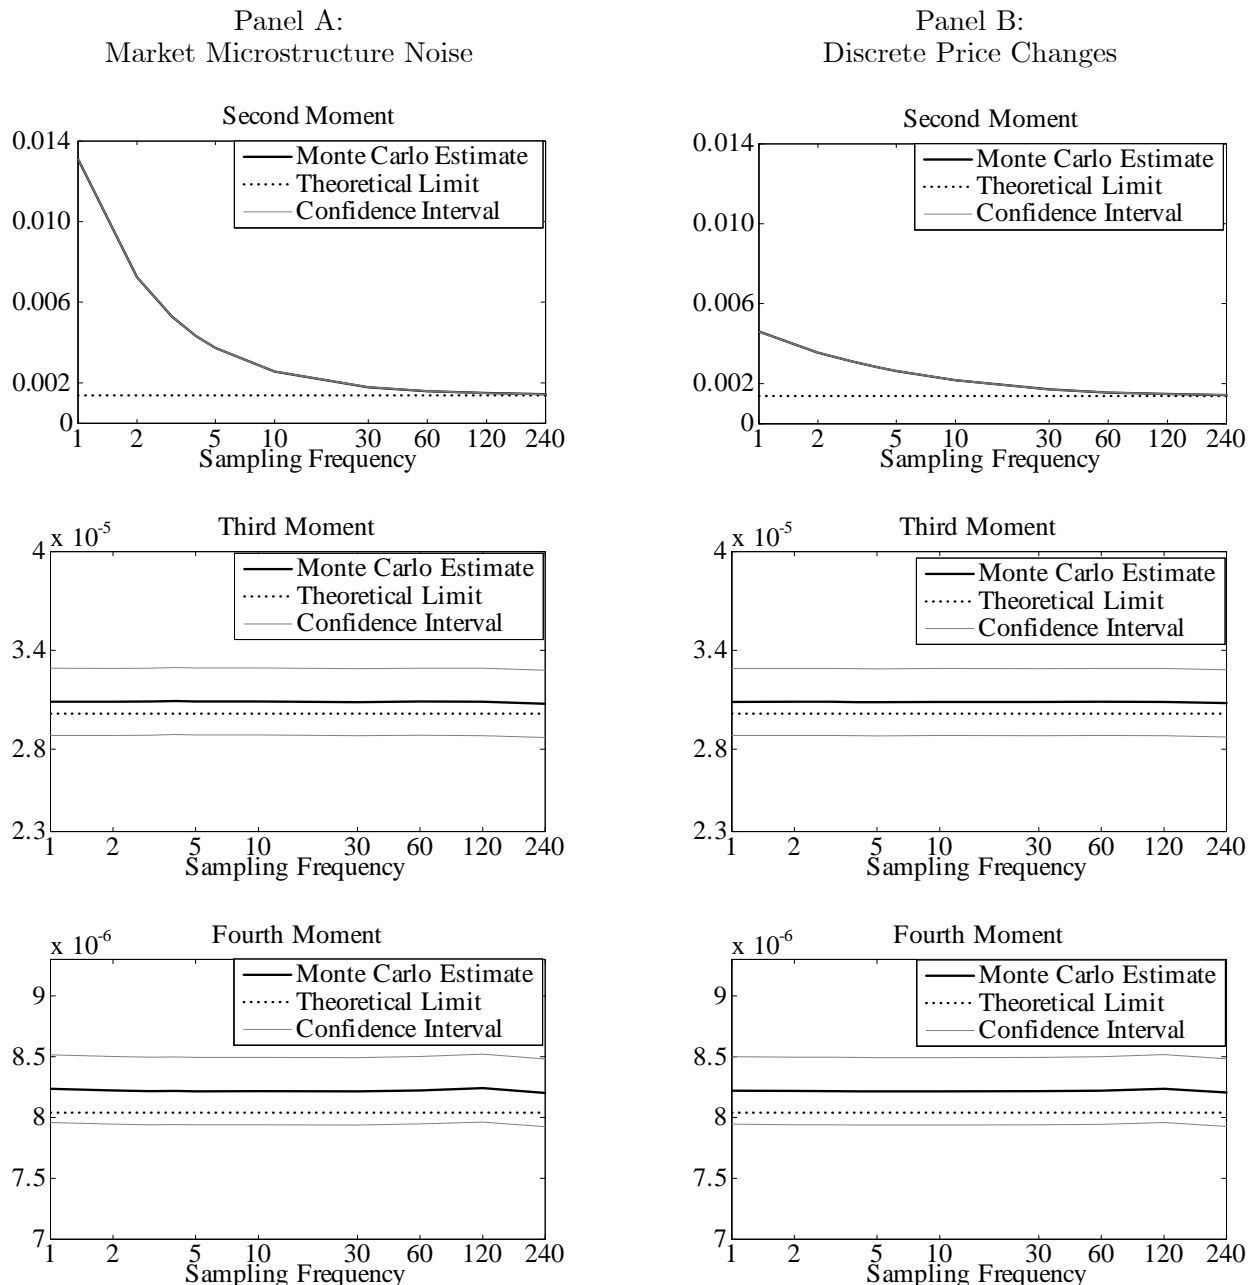 Panel A:
Market Microstructure Noise
Panel B:
Discrete Price Changes
Second Moment
0.014
0.010
0.006
0.002
0
Monte Carlo Estimate
Theoretical Limit
Confidence Interval
1 2 5 10 30 60 120 240
Sampling Frequency
Second Moment
0.014
0.010
0.006
0.002
0
Monte Carlo Estimate
Theoretical Limit
Confidence Interval
1 2 5 10 30 60 120 240
Sampling Frequency
Third Moment
x 10^-5
4
3.4
2.8
2.3
Monte Carlo Estimate
Theoretical Limit
Confidence Interval
1 2 5 10 30 60 120 240
Sampling Frequency
Third Moment
x 10^-5
4
3.4
2.8
2.3
Monte Carlo Estimate
Theoretical Limit
Confidence Interval
1 2 5 10 30 60 120 240
Sampling Frequency
Fourth Moment
x 10^-6
9
8.5
8
7.5
7
Monte Carlo Estimate
Theoretical Limit
Confidence Interval
1 2 5 10 30 60 120 240
Sampling Frequency
Fourth Moment
x 10^-6
9
8.5
8
7.5
7
Monte Carlo Estimate
Theoretical Limit
Confidence Interval
1 2 5 10 30 60 120 240
Sampling Frequency